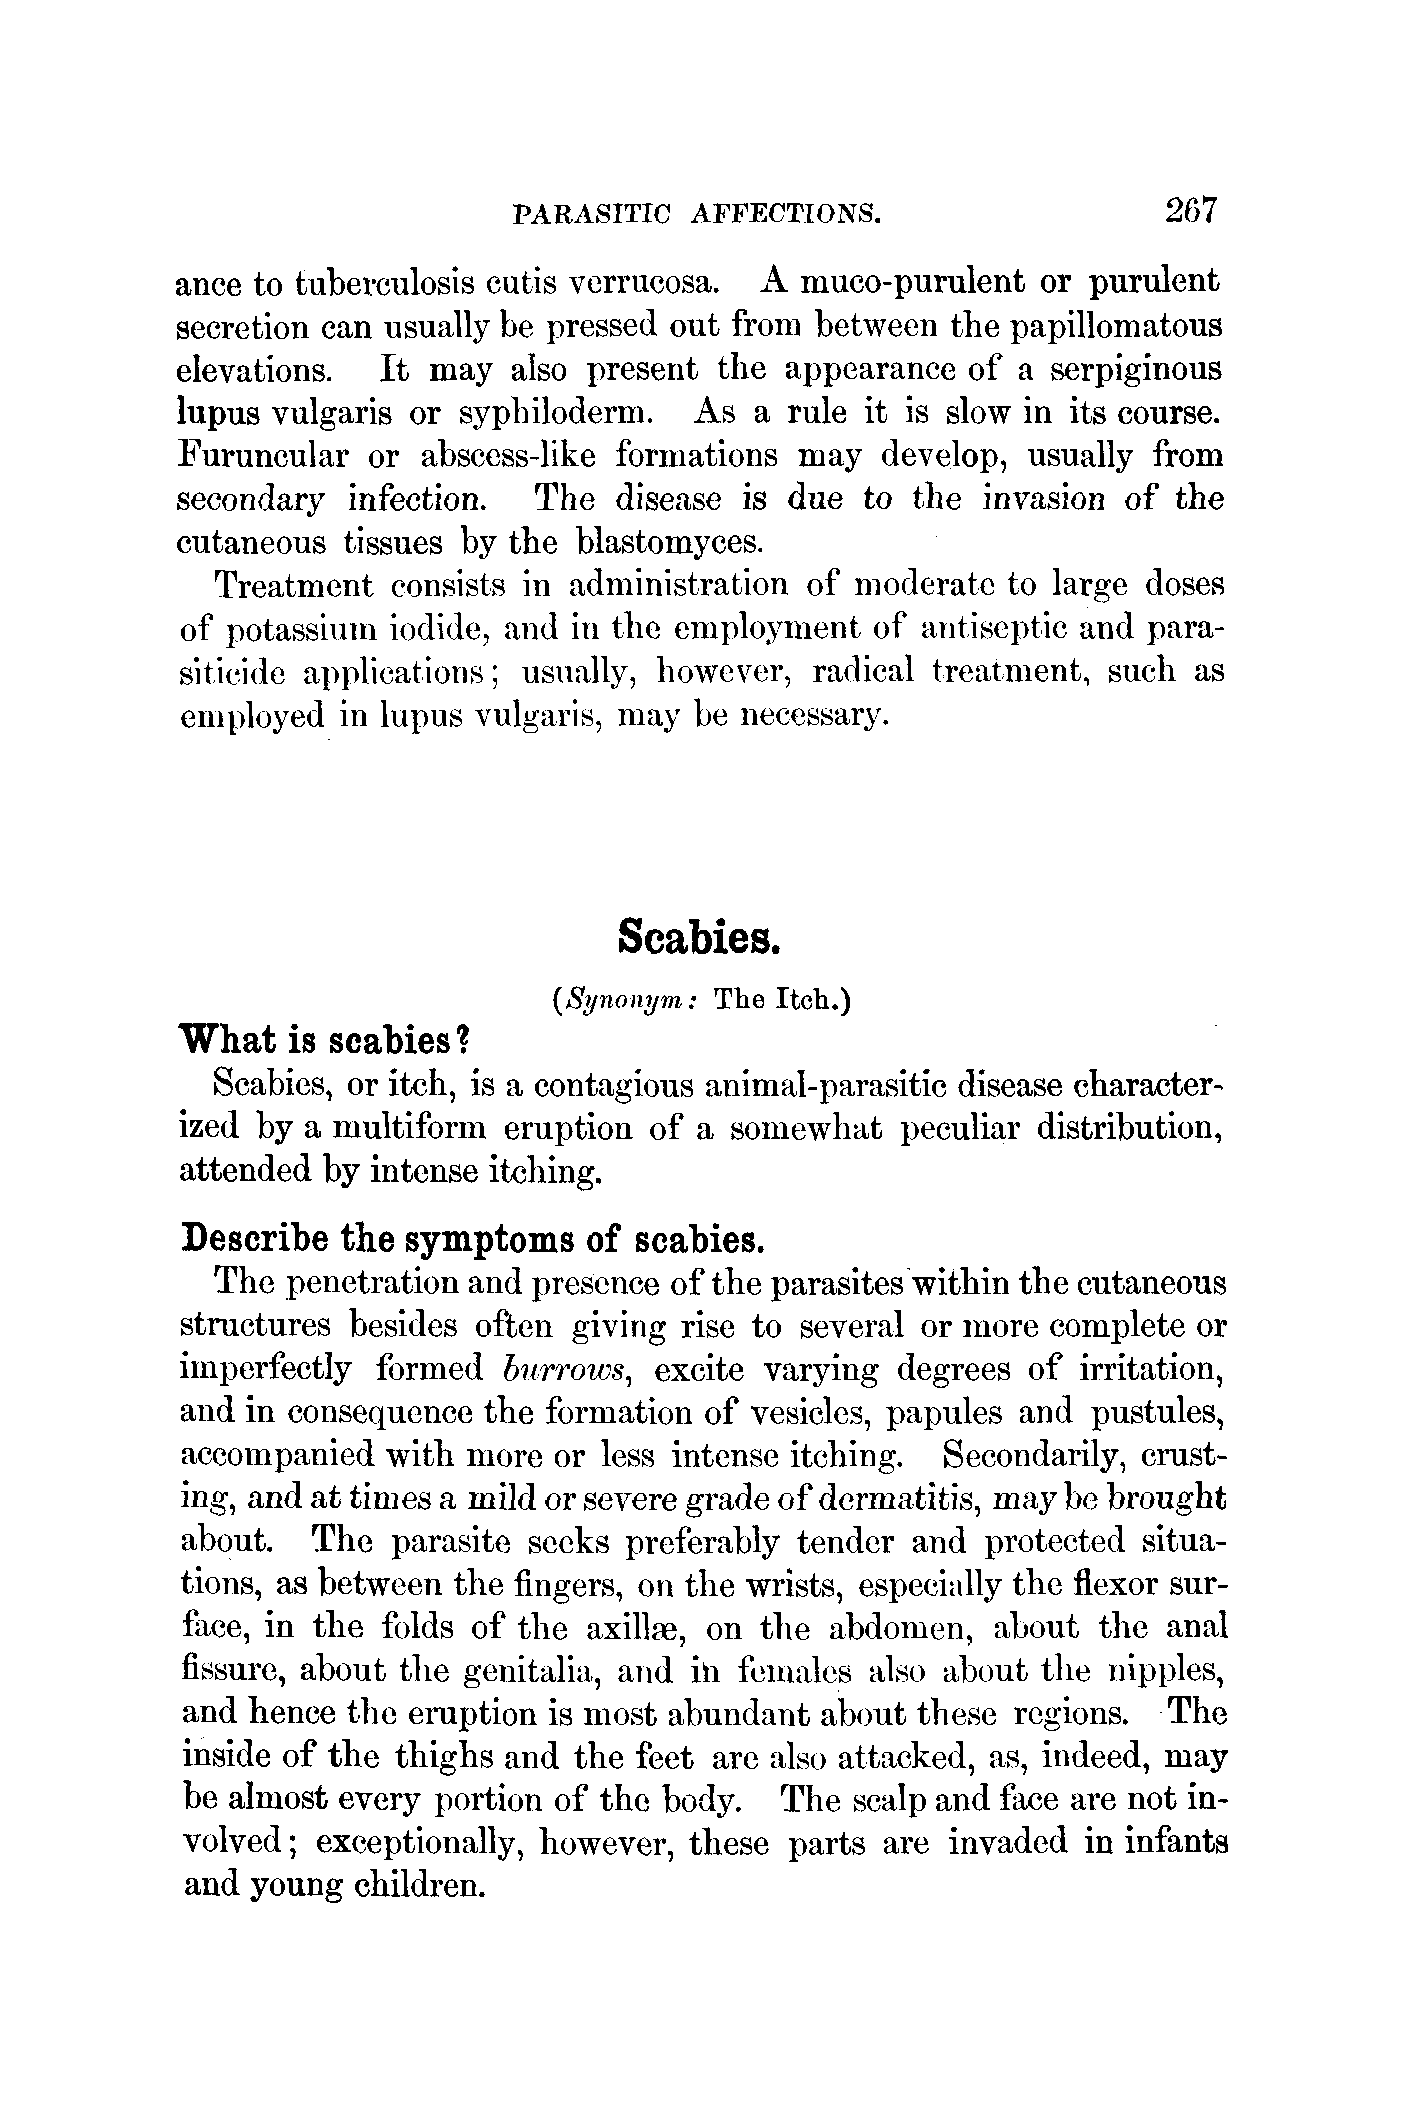 PARASITIC AFFECTIONS. 267
ance to tuberculosis cutis verrucosa. A muco-purulent or purulent
secretion can usually be pressed out from between the papillomatous
elevations. It may also present the appearance of a serpiginous
lupus vulgaris or syphiloderm. As a rule it is slow in its course.
Furuncular or abscess-like formations may develop, usually from
secondary infection. The disease is due to the invasion of the
cutaneous tissues by the blastomyces.
Treatment consists in administration of moderate to large doses
of potassium iodide, and in the employment of antiseptic and para-
siticide applications; usually, however, radical treatment, such as
employed in lupus vulgaris, may be necessary.
Scabies.
(Synonym: The Itch.)
What is scabies?
Scabies, or itch, is a contagious animal-parasitic disease character-
ized by a multiform eruption of a somewhat peculiar distribution,
attended by intense itching.
Describe the symptoms of scabies.
The penetration and presence of the parasites within the cutaneous
structures besides often giving rise to several or more complete or
imperfectly formed burrows, excite varying degrees of irritation,
and in consequence the formation of vesicles, papules and pustules,
accompanied with more or less intense itching. Secondarily, crust-
ing, and at times a mild or severe grade of dermatitis, may be brought
about. The parasite seeks preferably tender and protected situa-
tions, as between the fingers, on the wrists, especially the flexor sur-
face, in the folds of the axillæ, on the abdomen, about the anal
fissure, about the genitalia, and in females also about the nipples,
and hence the eruption is most abundant about these regions. The
inside of the thighs and the feet are also attacked, as, indeed, may
be almost every portion of the body. The scalp and face are not in-
volved; exceptionally, however, these parts are invaded in infants
and young children.